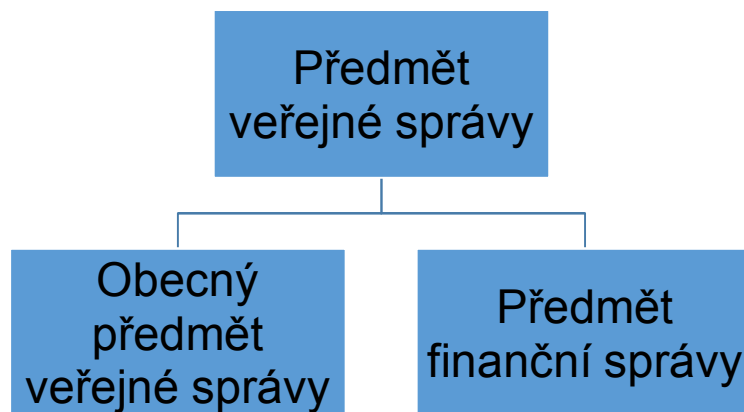 Předmět
veřejné správy
Obecný
předmět
veřejné správy
Předmět
finanční správy